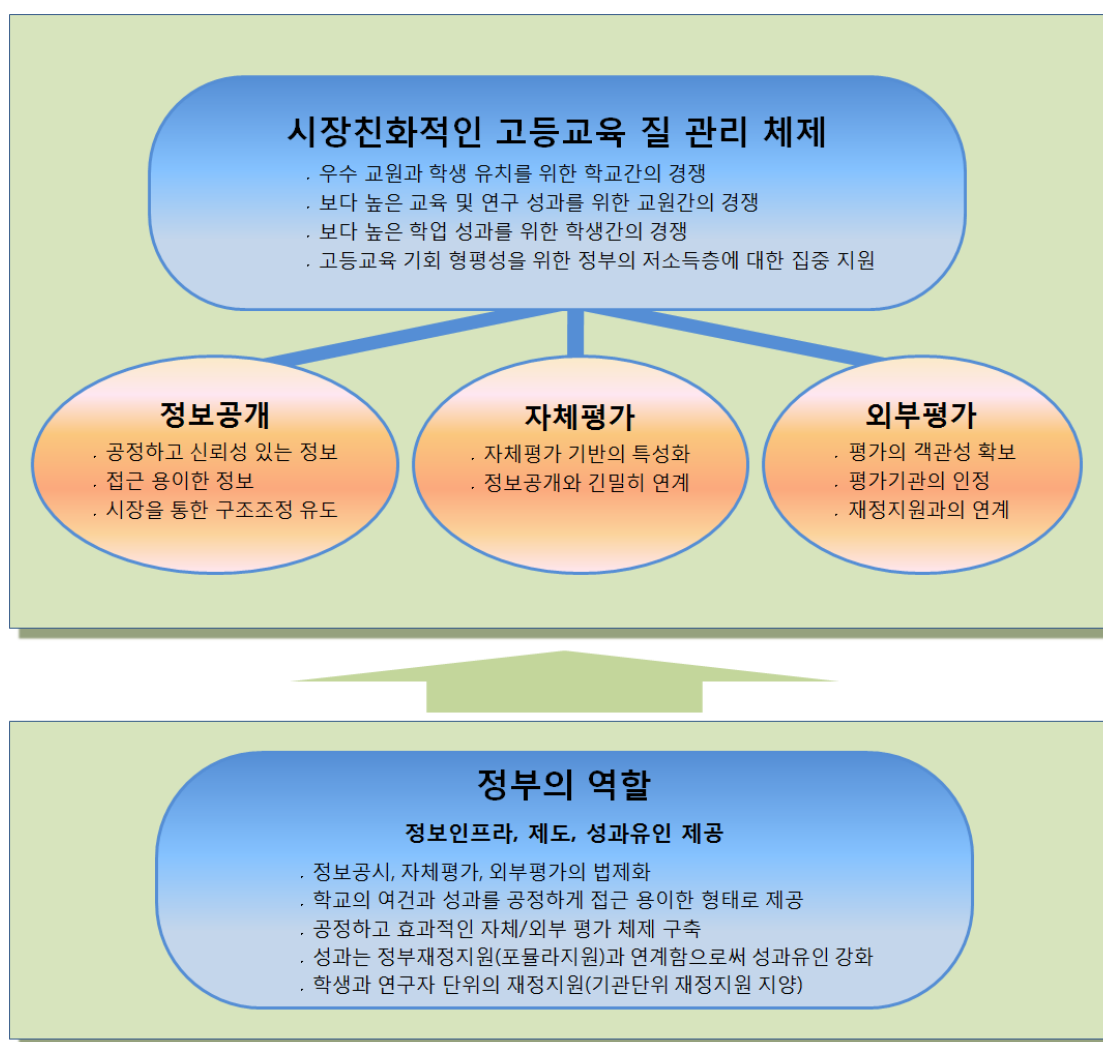 시장친화적인 고등교육 질 관리 체제
. 우수 교원과 학생 유치를 위한 학교간의 경쟁
. 보다 높은 교육 및 연구 성과를 위한 교원간의 경쟁
. 보다 높은 학업 성과를 위한 학생간의 경쟁
. 고등교육 기회 형평성을 위한 정부의 저소득층에 대한 집중 지원
정보공개
. 공정하고 신뢰성 있는 정보
. 접근 용이한 정보
. 시장을 통한 구조조정 유도
자체평가
. 자체평가 기반의 특성화
. 정보공개와 긴밀히 연계
외부평가
. 평가의 객관성 확보
. 평가기관의 인정
. 재정지원과의 연계
정부의 역할
정보인프라, 제도, 성과유인 제공
. 정보공시, 자체평가, 외부평가의 법제화
. 학교의 여건과 성과를 공정하게 접근 용이한 형태로 제공
. 공정하고 효과적인 자체/외부 평가 체제 구축
. 성과는 정부재정지원(포뮬라지원)과 연계함으로써 성과유인 강화
. 학생과 연구자 단위의 재정지원(기관단위 재정지원 지양)